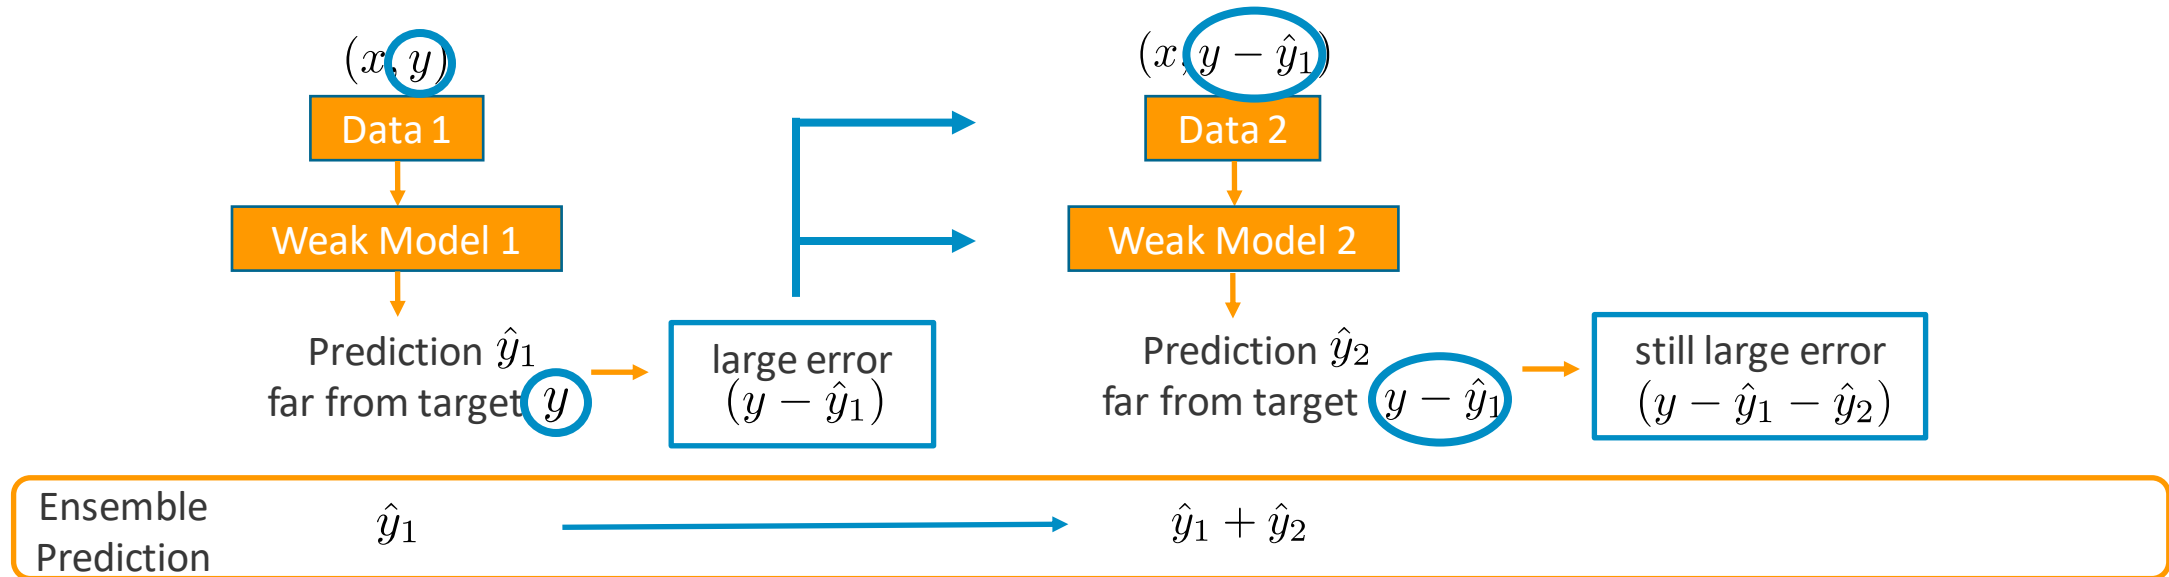 (x, y)
Data 1
Weak Model 1
Prediction ŷ₁
far from target y
large error
(y − ŷ₁)
(x, y − ŷ₁)
Data 2
Weak Model 2
Prediction ŷ₂
far from target y − ŷ₁
still large error
(y − ŷ₁ − ŷ₂)
Ensemble
Prediction
ŷ₁
ŷ₁ + ŷ₂